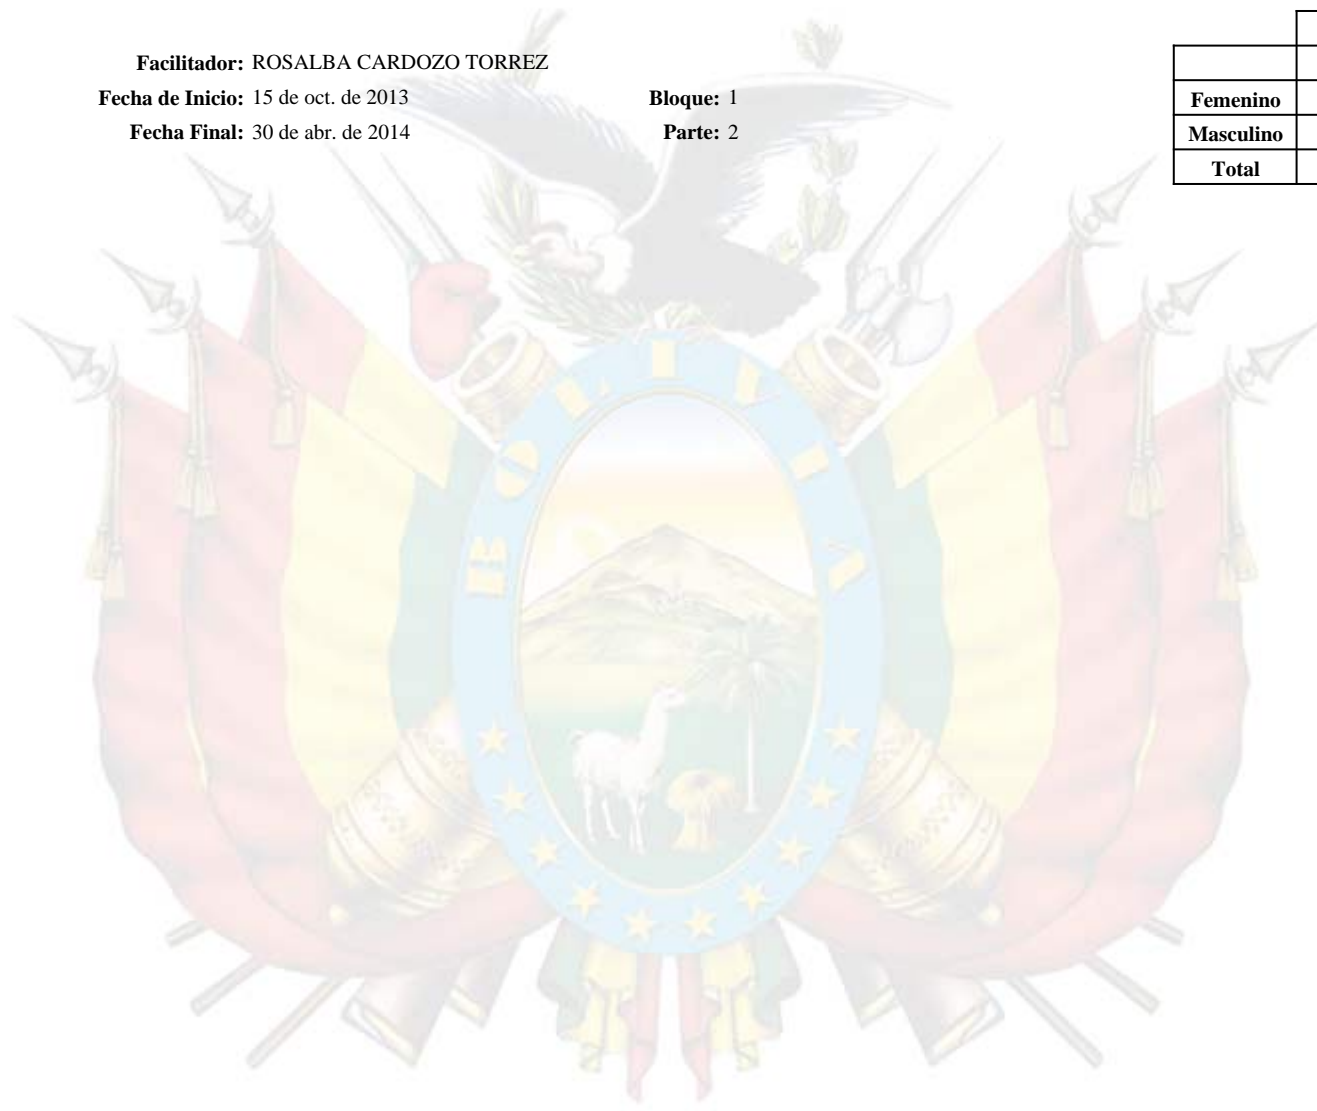 Facilitador: ROSALBA CARDOZO TORREZ
Fecha de Inicio: 15 de oct. de 2013 Bloque: 1
Fecha Final: 30 de abr. de 2014 Parte: 2
Femenino
Masculino
Total
BOLIVIA